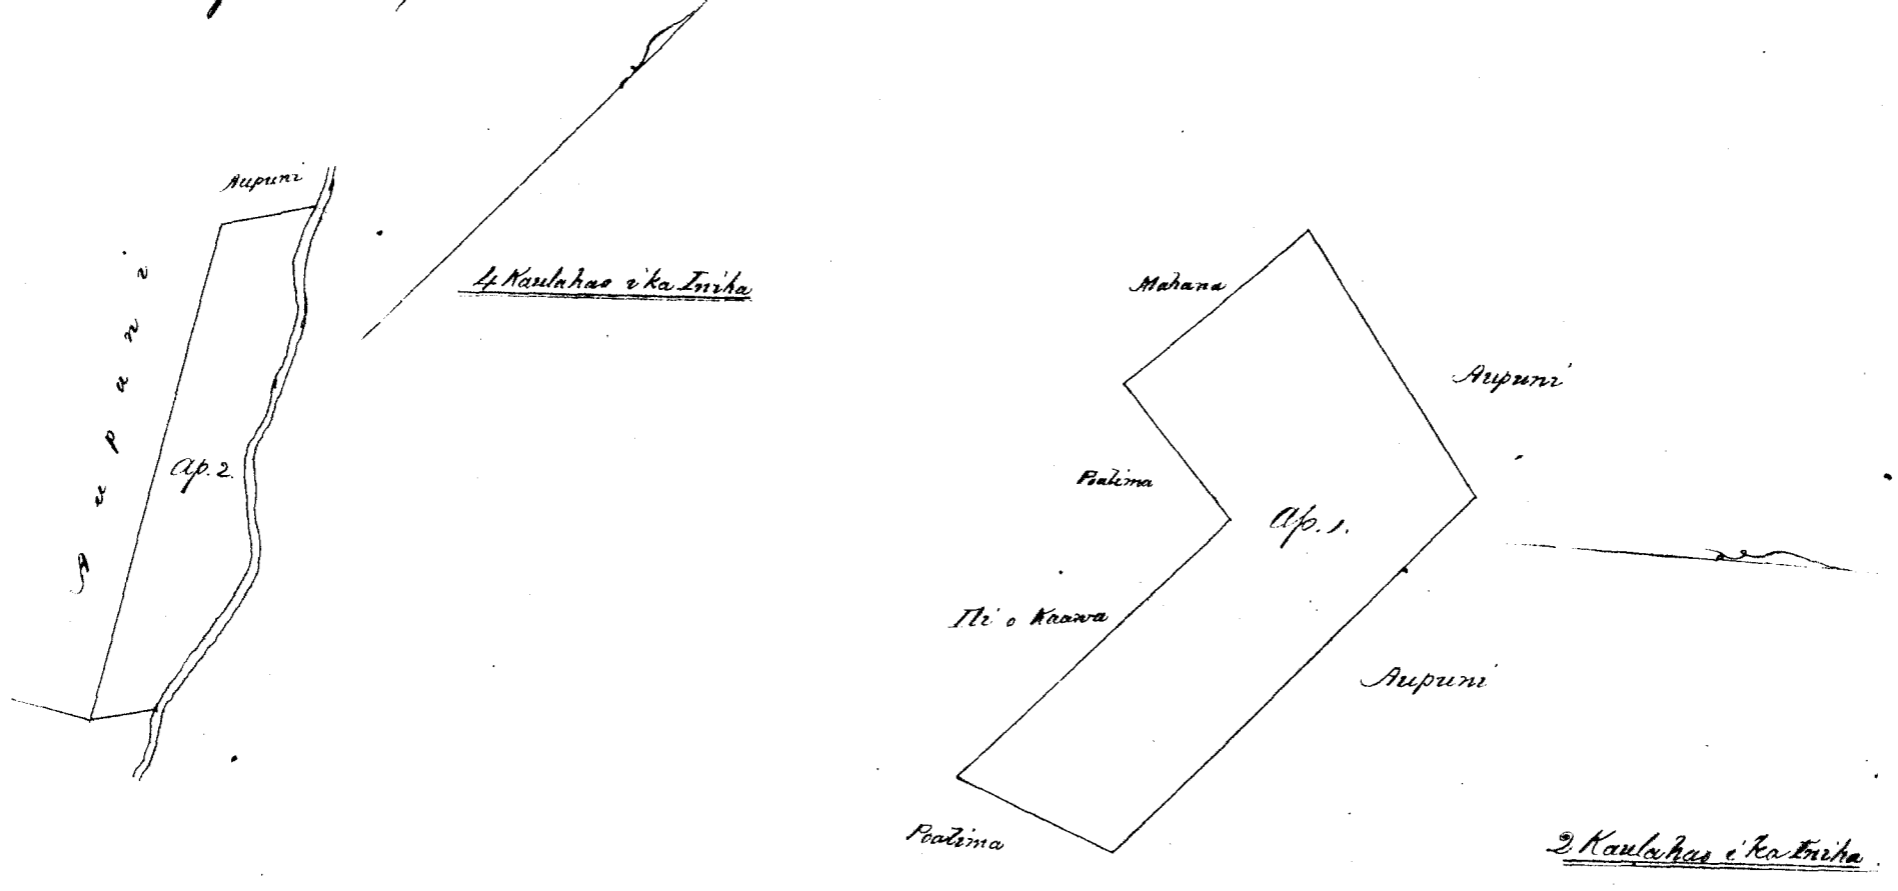 Aupuni
Aupuni
Ap. 2.
4 Kaulahao i ka Iniha
Mahana
Aupuni
Poalima
Ap. 1.
Ili o Kaawa
Aupuni
Poalima
2 Kaulahao i ka Iniha.